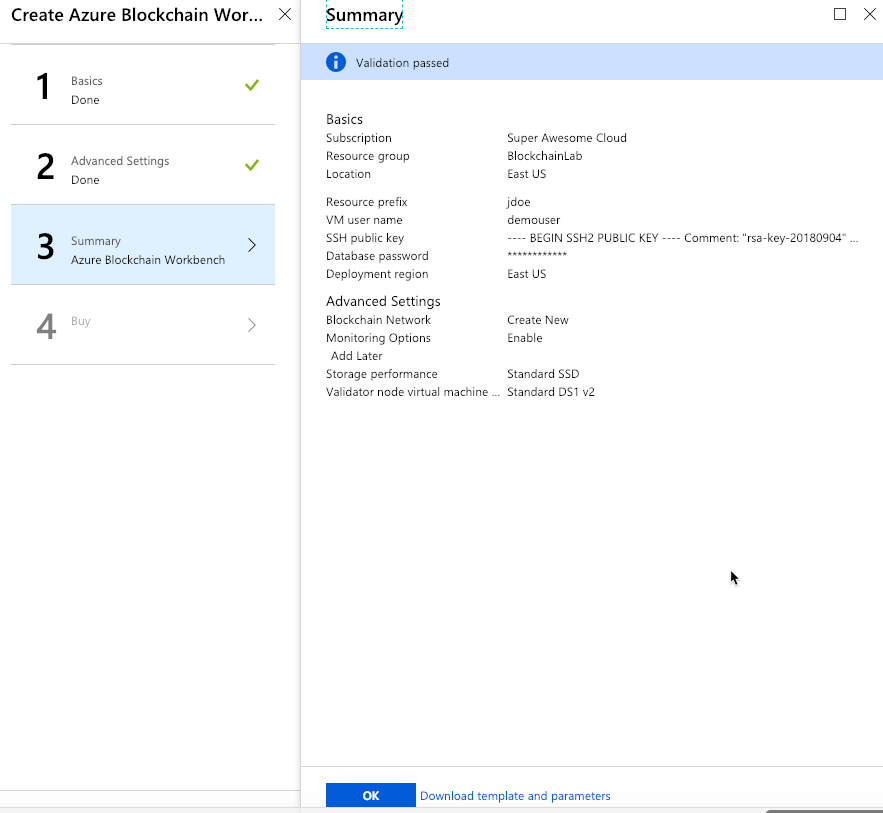 Create Azure Blockchain Wor...
1
Basics
Done
2
Advanced Settings
Done
3
Summary
Azure Blockchain Workbench
4
Buy
Summary
Validation passed
Basics
Subscription Super Awesome Cloud
Resource group BlockchainLab
Location East US
Resource prefix jdoe
VM user name demouser
SSH public key ---- BEGIN SSH2 PUBLIC KEY ---- Comment: "rsa-key-20180904" ...
Database password ************
Deployment region East US
Advanced Settings
Blockchain Network Create New
Monitoring Options Enable
Add Later
Storage performance Standard SSD
Validator node virtual machine ... Standard DS1 v2
OK Download template and parameters